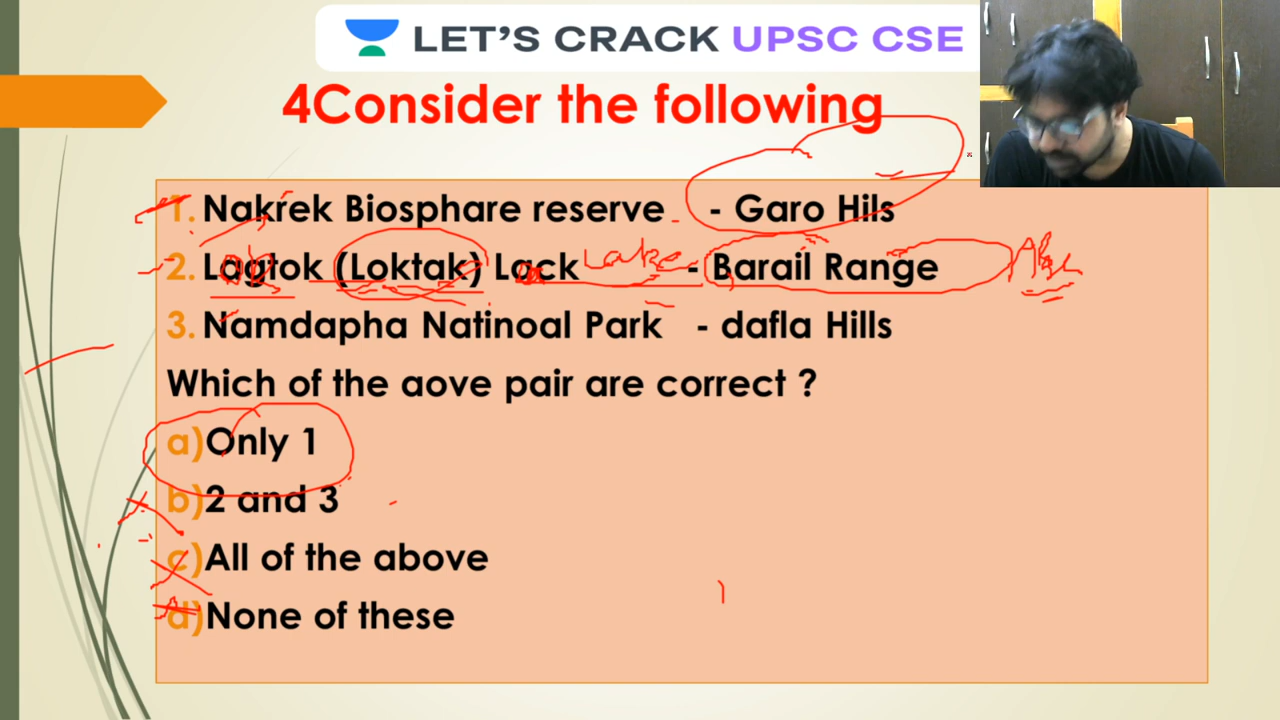 LET'S CRACK UPSC CSE
4Consider the following
1. Nakrek Biosphare reserve - Garo Hils
2. Lagtok (Loktak) Lack Lake - Barail Range
3. Namdapha Natinoal Park - dafla Hills
Which of the aove pair are correct ?
a)Only 1
b)2 and 3
c)All of the above
d)None of these